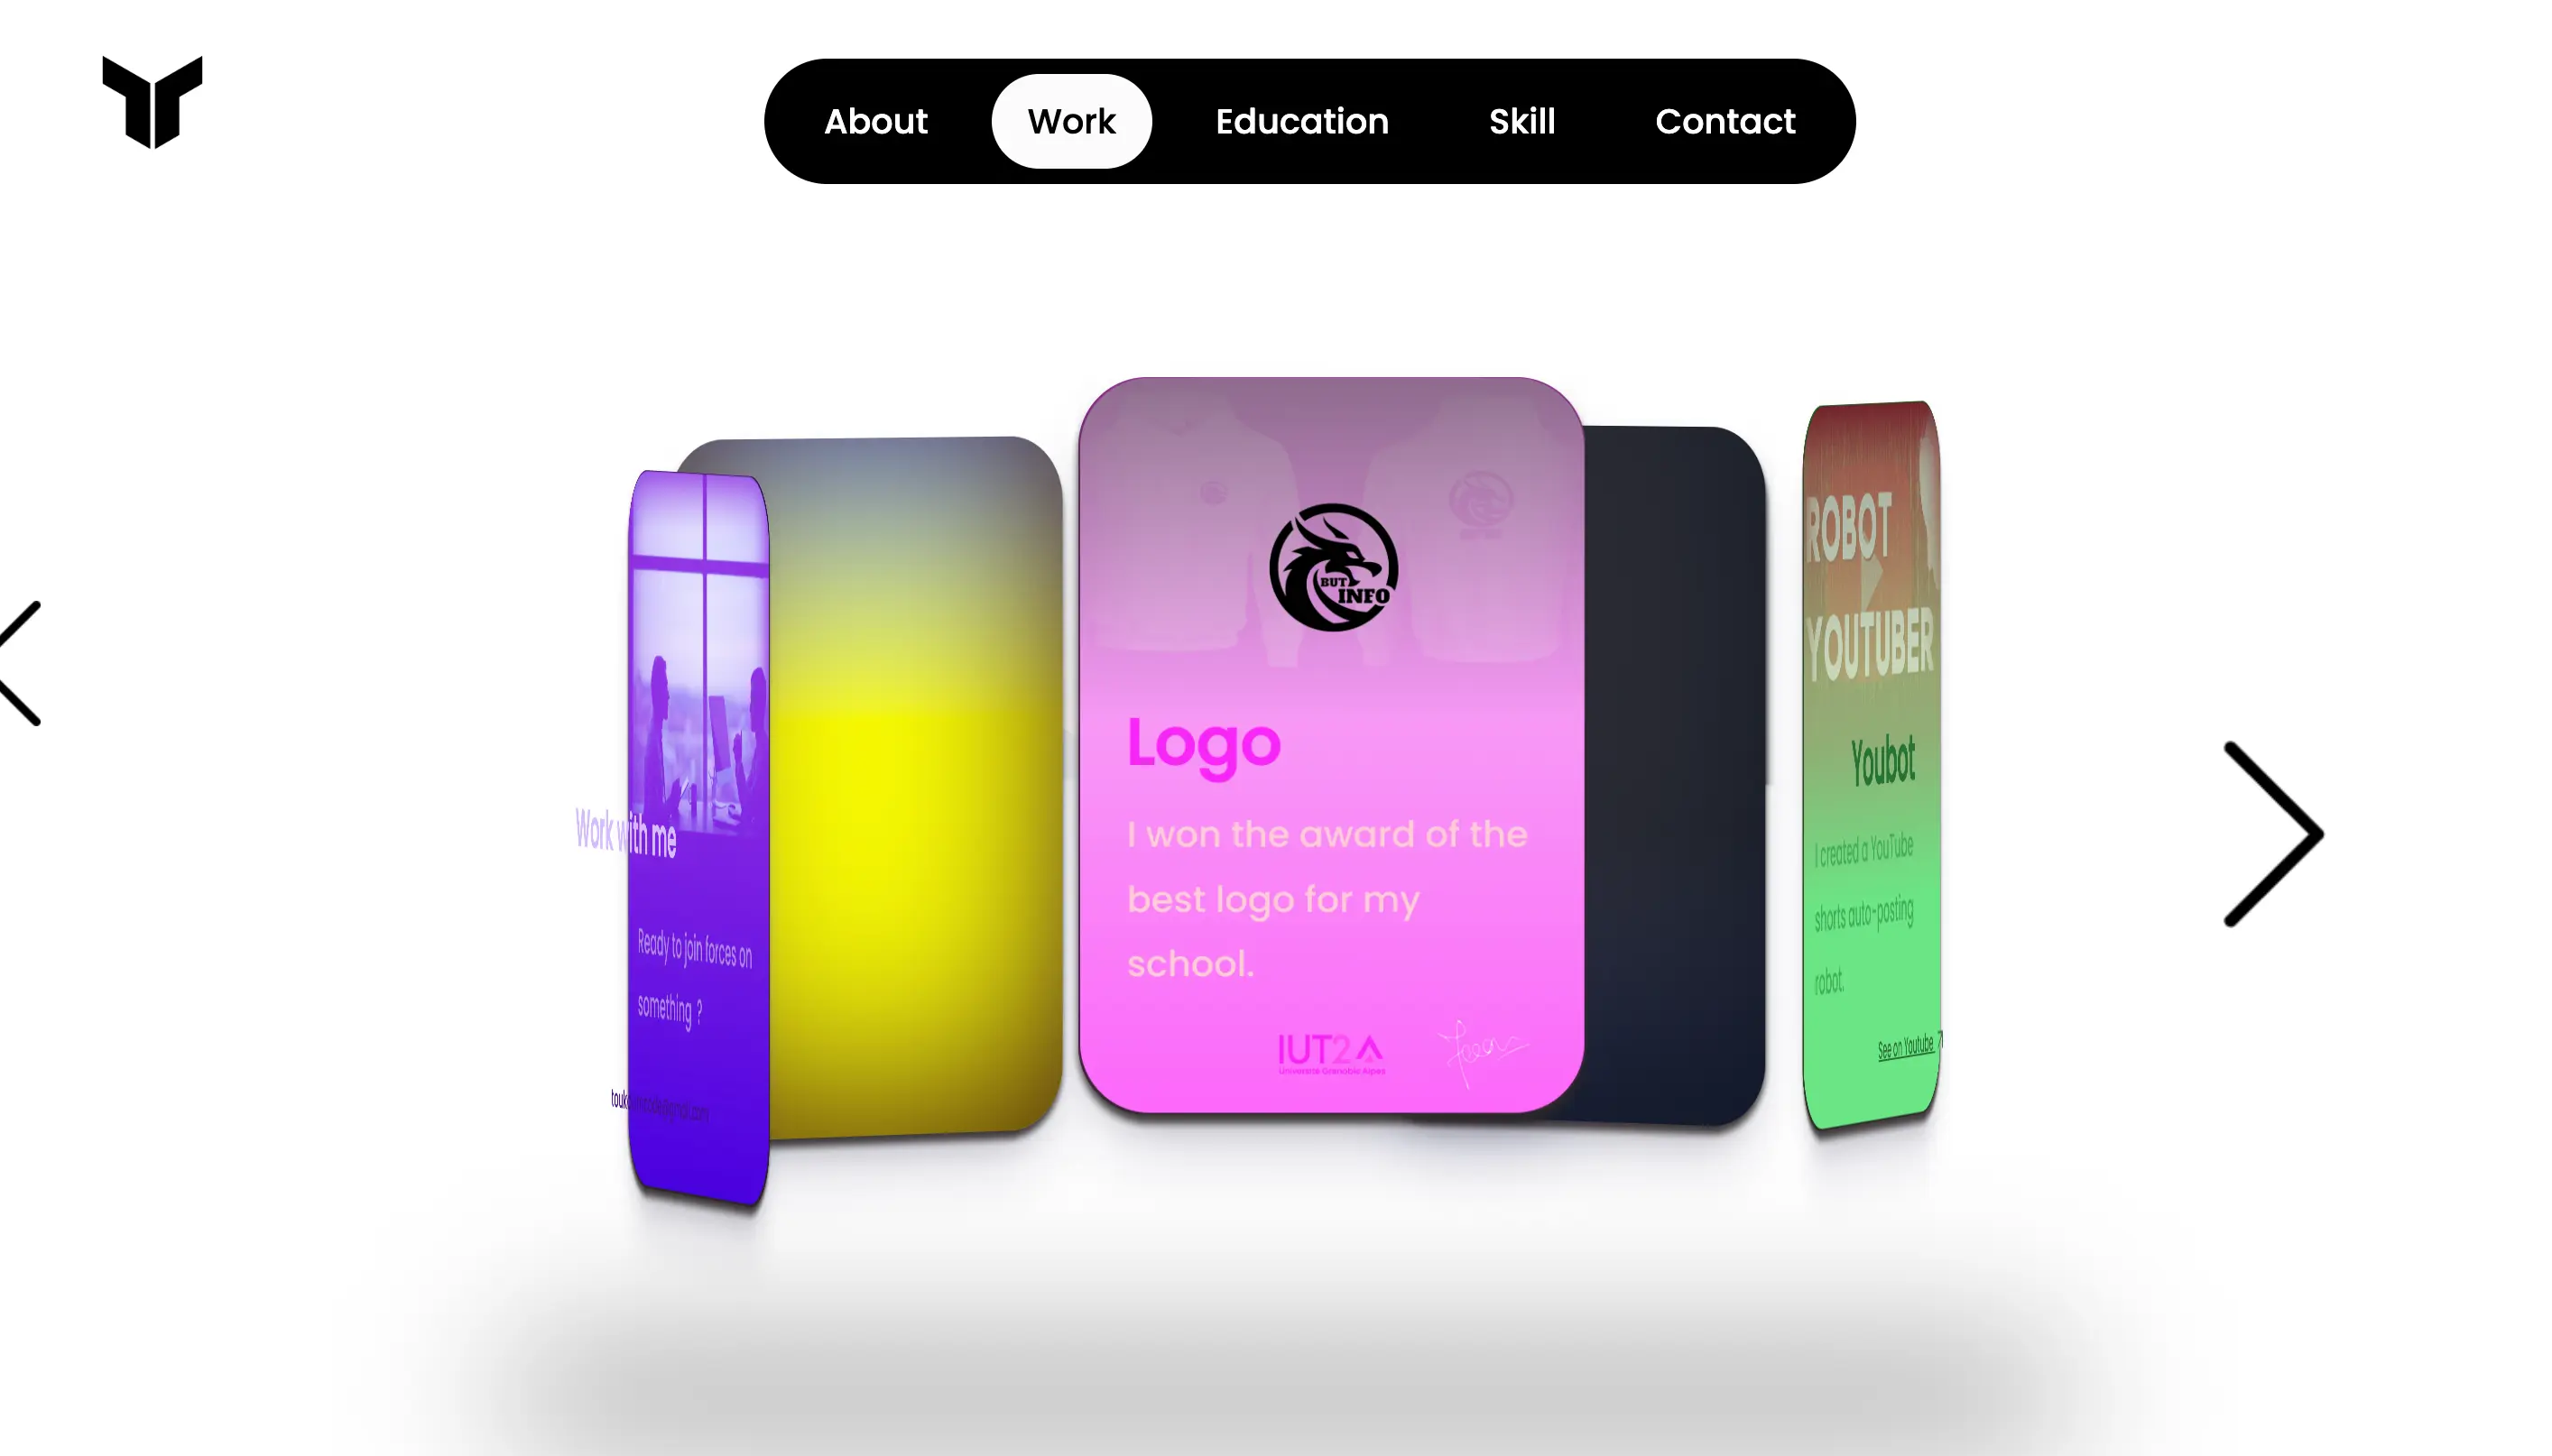 About
Work
Education
Skill
Contact
Work with me
Ready to join forces on
something ?
BUT
INFO
Logo
I won the award of the
best logo for my
school.
IUT2A
Université Grenoble Alpes
ROBOT
YOUTUBER
Youbot
I created a YouTube
shorts auto-posting
robot.
See on Youtube